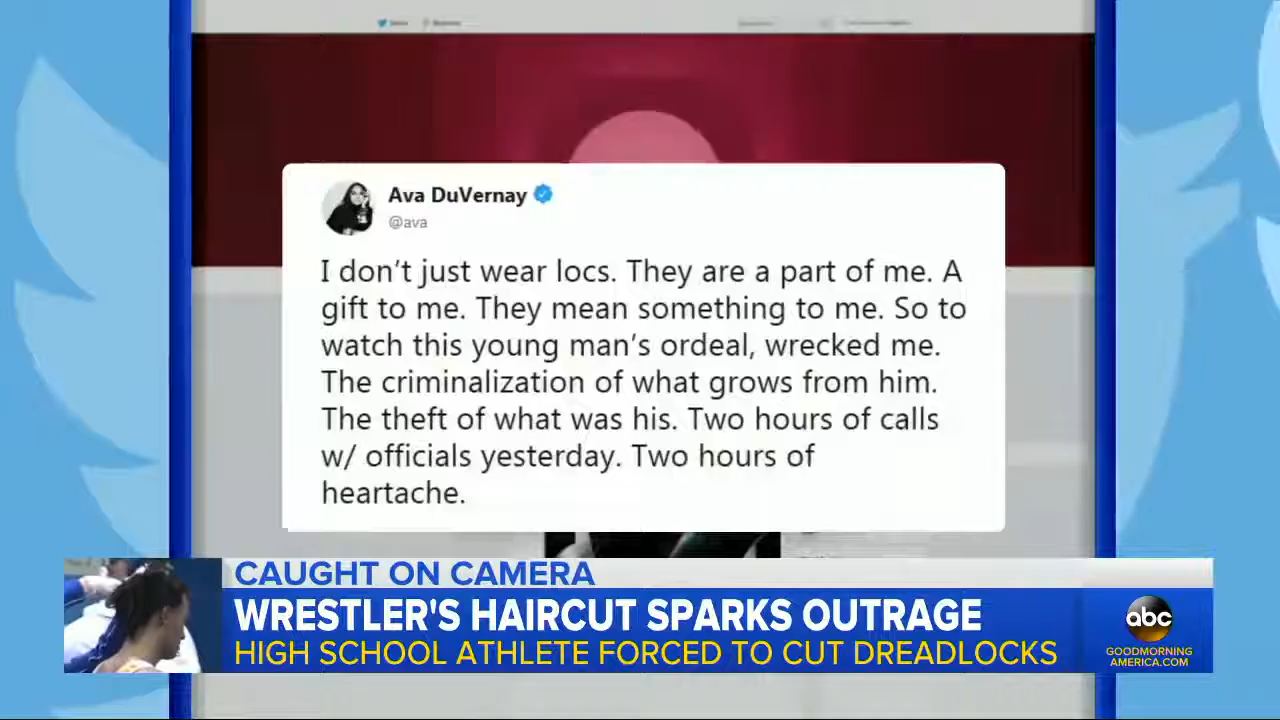 Ava DuVernay
@ava
I don't just wear locs. They are a part of me. A
gift to me. They mean something to me. So to
watch this young man's ordeal, wrecked me.
The criminalization of what grows from him.
The theft of what was his. Two hours of calls
w/ officials yesterday. Two hours of
heartache.
CAUGHT ON CAMERA
WRESTLER'S HAIRCUT SPARKS OUTRAGE
HIGH SCHOOL ATHLETE FORCED TO CUT DREADLOCKS
abc
GOODMORNING
AMERICA.COM